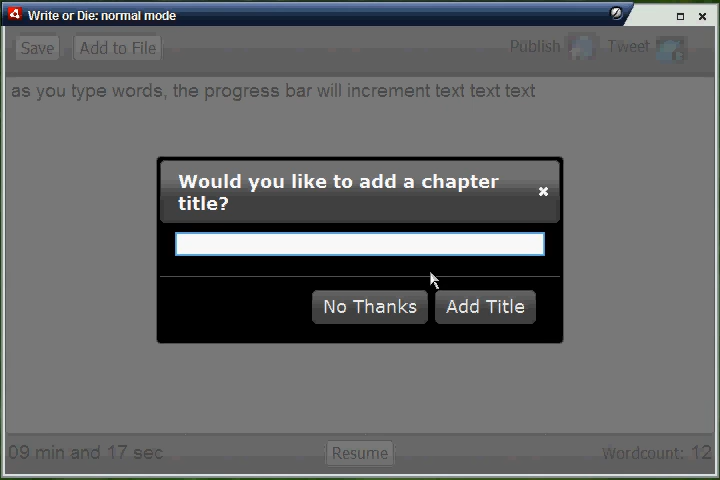 Write or Die: normal mode
Save Add to File Publish Tweet
as you type words, the progress bar will increment text text text
Would you like to add a chapter
title?
No Thanks Add Title
09 min and 17 sec Resume Wordcount: 12